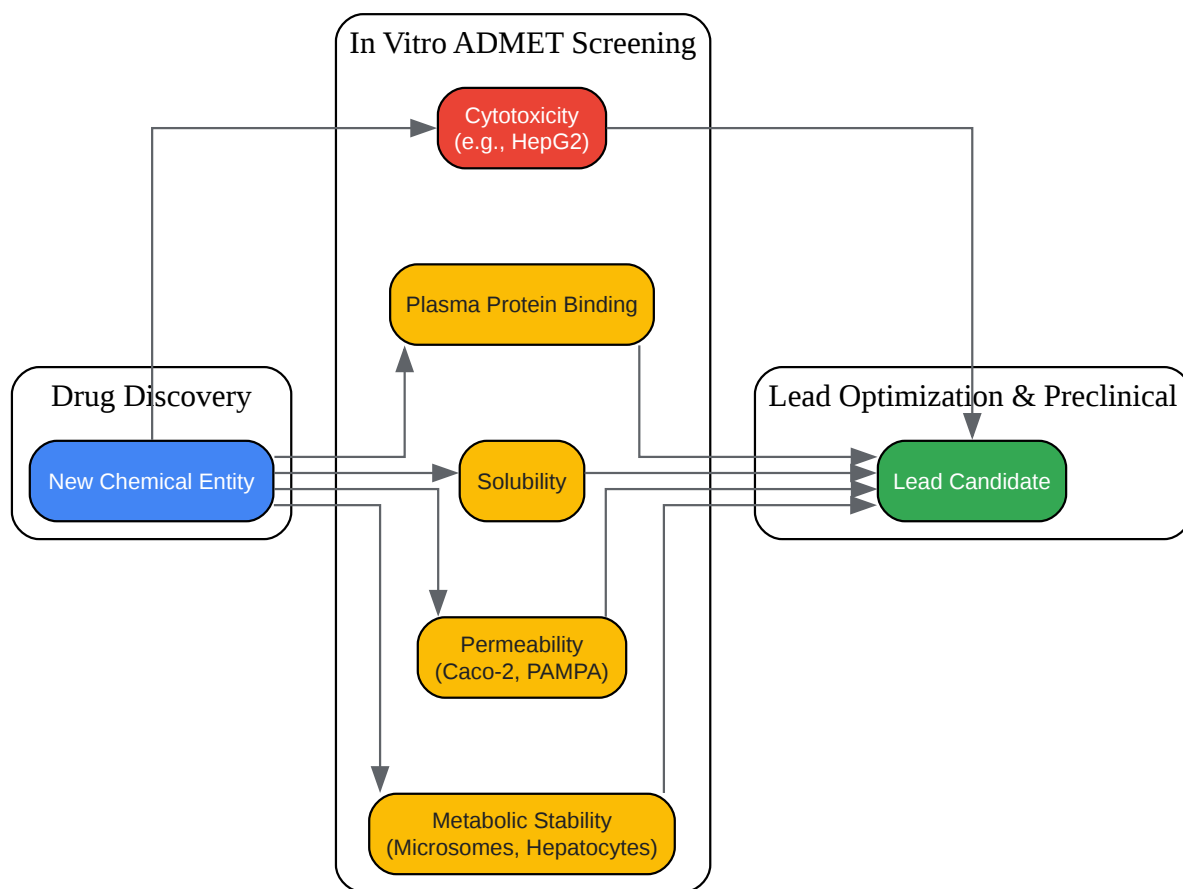 In Vitro ADMET Screening
Cytotoxicity
(e.g., HepG2)
Plasma Protein Binding
Drug Discovery
New Chemical Entity
Solubility
Lead Optimization & Preclinical
Lead Candidate
Permeability
(Caco-2, PAMPA)
Metabolic Stability
(Microsomes, Hepatocytes)